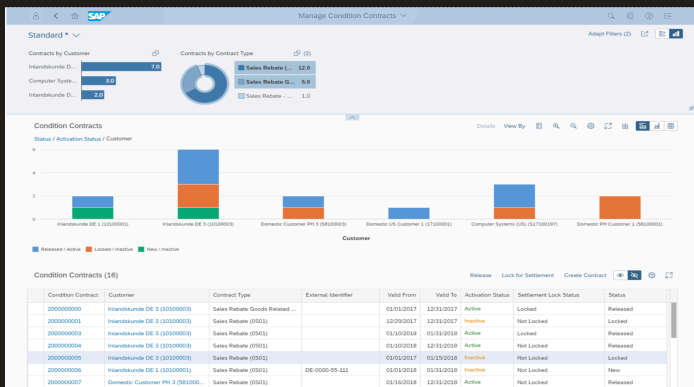 SAP
Manage Condition Contracts
Standard *
Adapt Filters (2)
Contracts by Customer
Inlandskunde D... 7.0
Computer Syste... 3.0
Inlandskunde D... 2.0
Contracts by Contract Type (2)
Sales Rebate (... 12.0
Sales Rebate G... 5.0
Sales Rebate - ... 1.0
Condition Contracts
Details View By
Status / Activation Status / Customer
6
4
2
0
Inlandskunde DE 1 (10100001) Inlandskunde DE 3 (10100003) Domestic Customer PH 3 (58100003) Domestic US Customer 1 (17100001) Computer Systems (US) (S17100197) Domestic PH Customer 1 (58100001)
Customer
Released / Active Locked / Inactive New / Inactive
Condition Contracts (16)
Release Lock for Settlement Create Contract
Condition Contract Customer Contract Type External Identifier Valid From Valid To Activation Status Settlement Lock Status Status
2000000000 Inlandskunde DE 3 (10100003) Sales Rebate Goods Related ... 01/01/2017 12/31/2017 Active Locked Released
2000000001 Inlandskunde DE 3 (10100003) Sales Rebate (0S01) 12/29/2017 12/31/2017 Inactive Not Locked Locked
2000000003 Inlandskunde DE 3 (10100003) Sales Rebate (0S01) 01/10/2018 01/31/2018 Active Locked Released
2000000004 Inlandskunde DE 3 (10100003) Sales Rebate (0S01) 01/10/2018 12/31/2018 Active Not Locked Released
2000000005 Inlandskunde DE 3 (10100003) Sales Rebate (0S01) 01/01/2017 01/15/2018 Inactive Not Locked Locked
2000000006 Inlandskunde DE 1 (10100001) Sales Rebate (0S01) DE-0000-55-111 01/01/2018 01/31/2018 Inactive Not Locked New
2000000007 Domestic Customer PH 3 (581000... Sales Rebate (0S01) 01/16/2018 12/31/2018 Active Not Locked Released